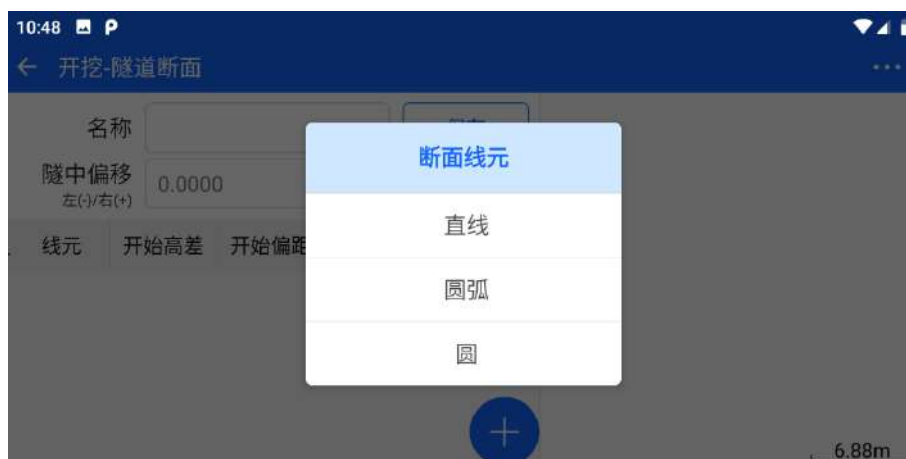 10:48
开挖-隧道断面
名称
隧中偏移
左(-)/右(+)
0.0000
断面线元
直线
圆弧
圆
线元 开始高差 开始偏距
6.88m